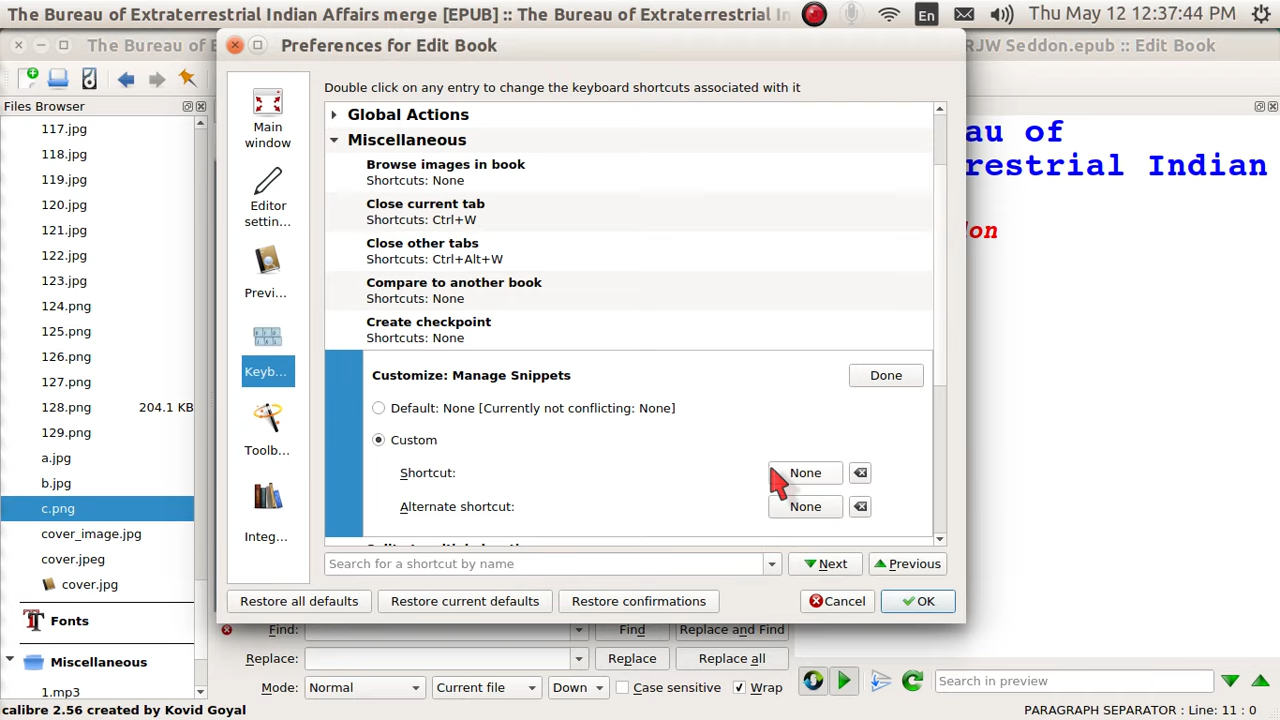 The Bureau of Extraterrestrial Indian Affairs merge [EPUB] :: The Bureau of Extraterrestrial In
En
Thu May 12 12:37:44 PM
The Bureau of E
Preferences for Edit Book
RJW Seddon.epub :: Edit Book
Files Browser
117.jpg
118.jpg
119.jpg
120.jpg
121.jpg
122.jpg
123.jpg
124.png
125.png
126.png
127.png
128.png 204.1 KB
129.png
a.jpg
b.jpg
c.png
cover_image.jpg
cover.jpeg
cover.jpg
Fonts
Miscellaneous
1.mp3
Main window
Editor settin...
Previ...
Keyb...
Toolb...
Integ...
Double click on any entry to change the keyboard shortcuts associated with it
Global Actions
Miscellaneous
Browse images in book
Shortcuts: None
Close current tab
Shortcuts: Ctrl+W
Close other tabs
Shortcuts: Ctrl+Alt+W
Compare to another book
Shortcuts: None
Create checkpoint
Shortcuts: None
Customize: Manage Snippets
Done
Default: None [Currently not conflicting: None]
Custom
Shortcut: None
Alternate shortcut: None
Search for a shortcut by name
Next
Previous
Restore all defaults
Restore current defaults
Restore confirmations
Cancel
OK
au of
restrial Indian
on
Find:
Find
Replace and Find
Replace:
Replace
Replace all
Mode: Normal
Current file
Down
Case sensitive
Wrap
Search in preview
calibre 2.56 created by Kovid Goyal
PARAGRAPH SEPARATOR : Line: 11 : 0